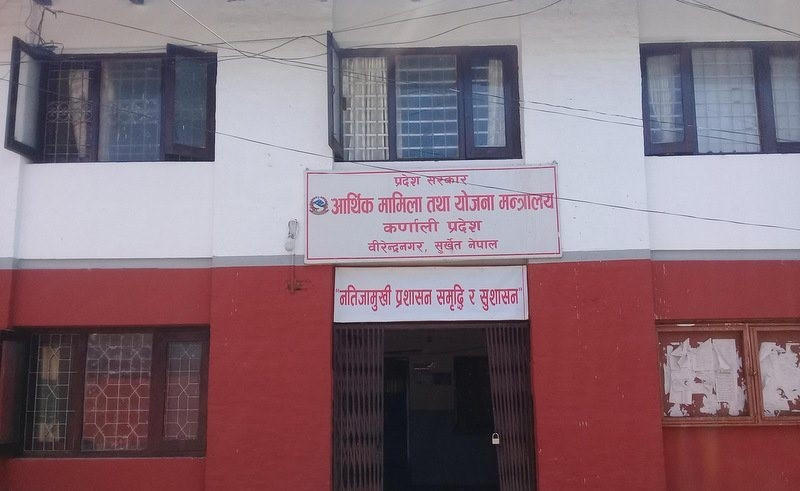 प्रदेश सरकार
आर्थिक मामिला तथा योजना मन्त्रालय
कर्णाली प्रदेश
वीरेन्द्रनगर, सुर्खेत नेपाल
"नतिजामुखी प्रशासन समृद्धि र सुशासन"